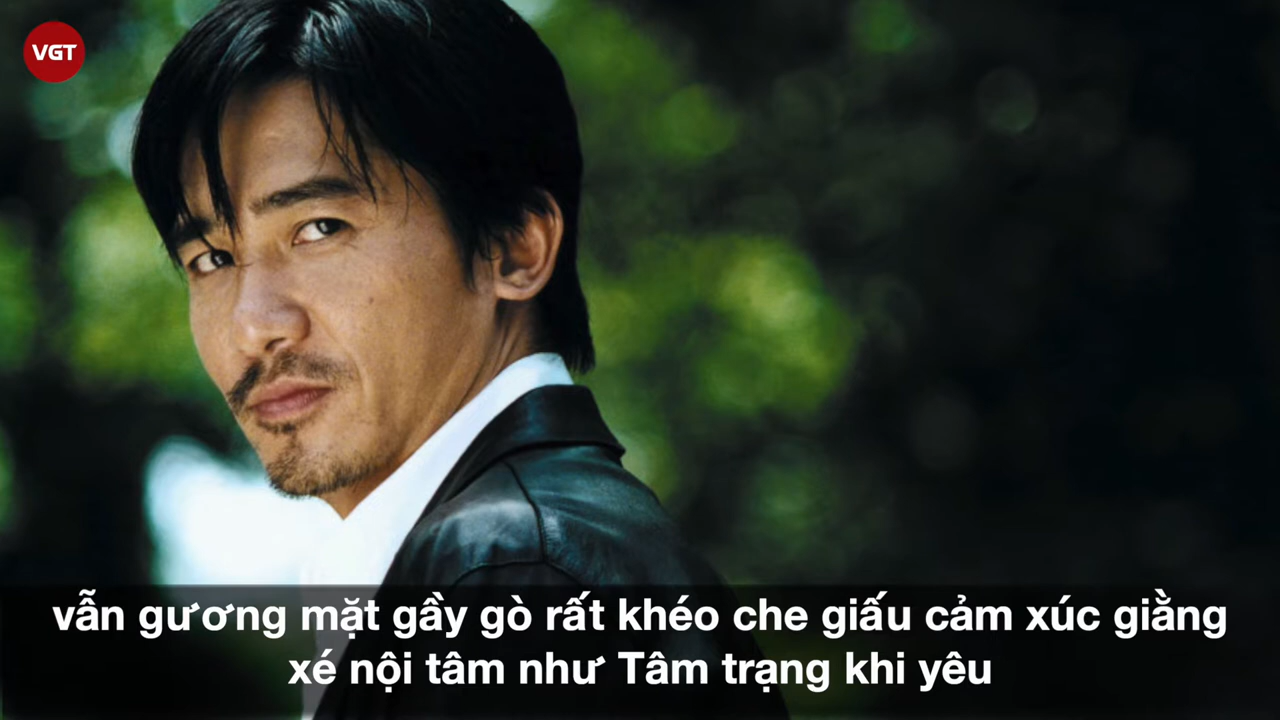 VGT
vẫn gương mặt gầy gò rất khéo che giấu cảm xúc giằng
xé nội tâm như Tâm trạng khi yêu